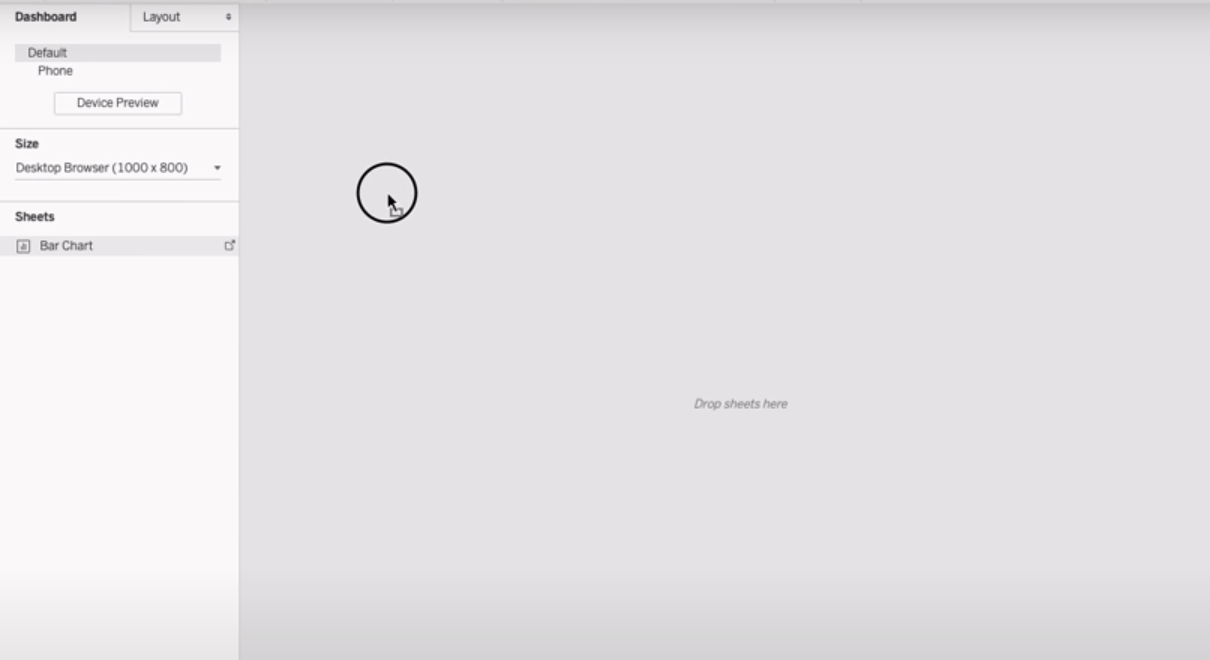 Dashboard
Layout
Default
Phone
Device Preview
Size
Desktop Browser (1000 x 800)
Sheets
Bar Chart
Drop sheets here